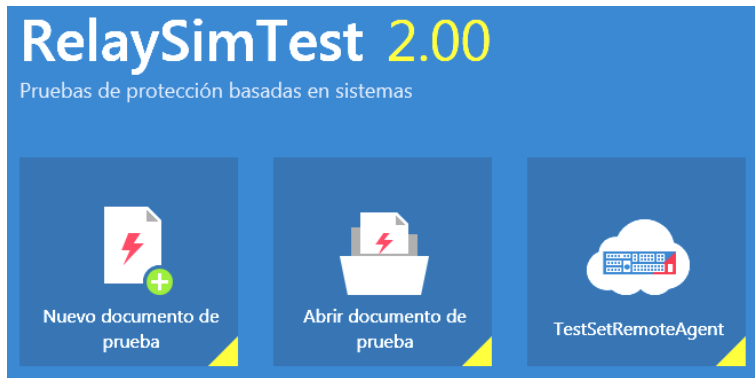 RelaySimTest 2.00
Pruebas de protección basadas en sistemas
Nuevo documento de
prueba
Abrir documento de
prueba
TestSetRemoteAgent